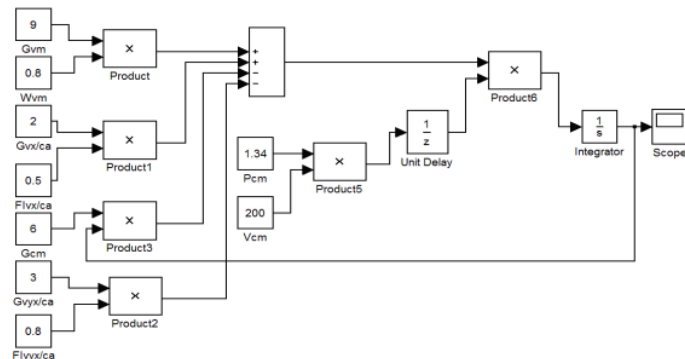 9
Gvm
×
Product
0.8
Wvm
+
+
−
−
×
Product6
2
Gvx/ca
×
Product1
0.5
Flvx/ca
1.34
Pcm
×
Product5
1
z
Unit Delay
1
s
Integrator
Scope
200
Vcm
6
Gcm
×
Product3
3
Gvyx/ca
×
Product2
0.8
Flvyx/ca